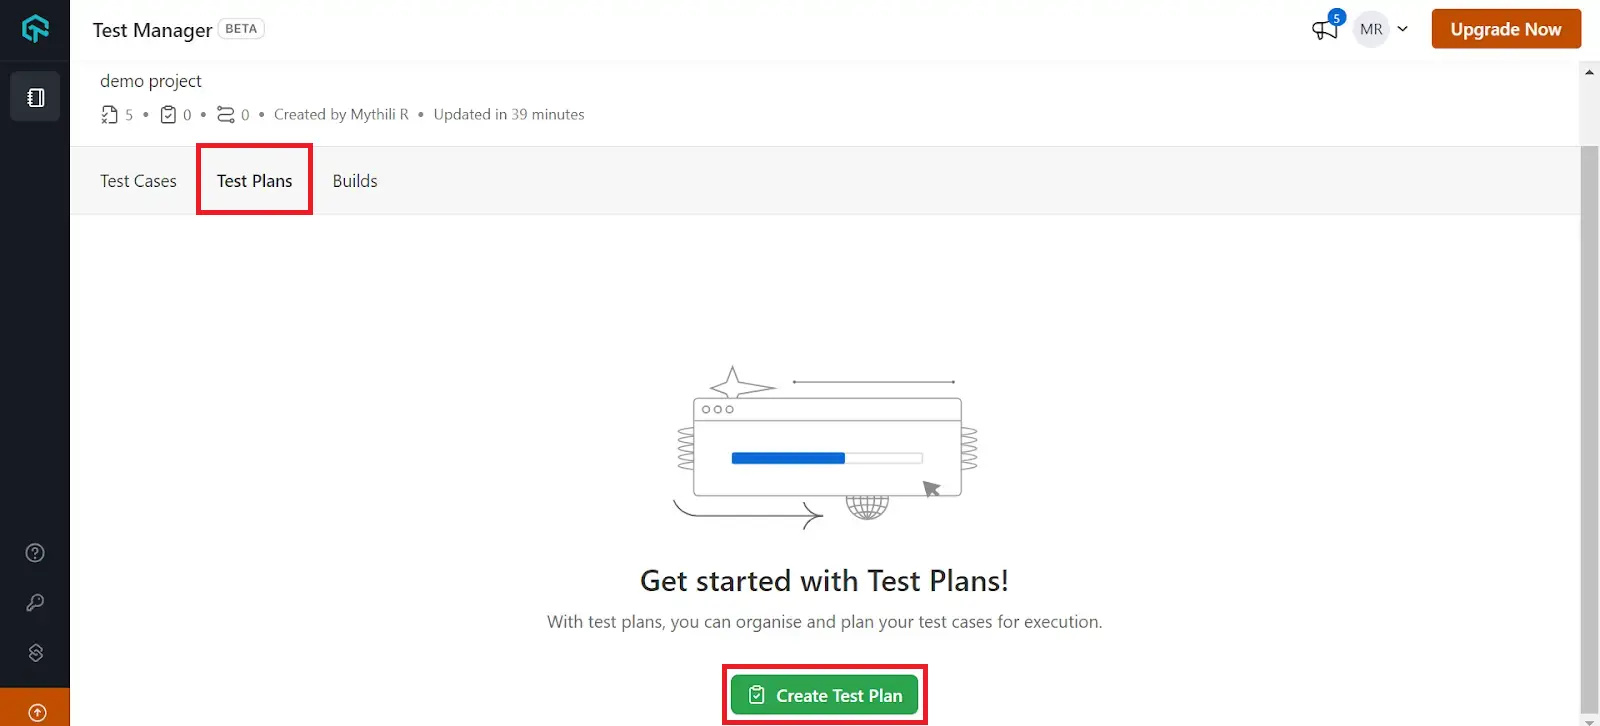 Test Manager BETA
5
MR
Upgrade Now
demo project
5 • 0 • 0 • Created by Mythili R • Updated in 39 minutes
Test Cases
Test Plans
Builds
Get started with Test Plans!
With test plans, you can organise and plan your test cases for execution.
Create Test Plan